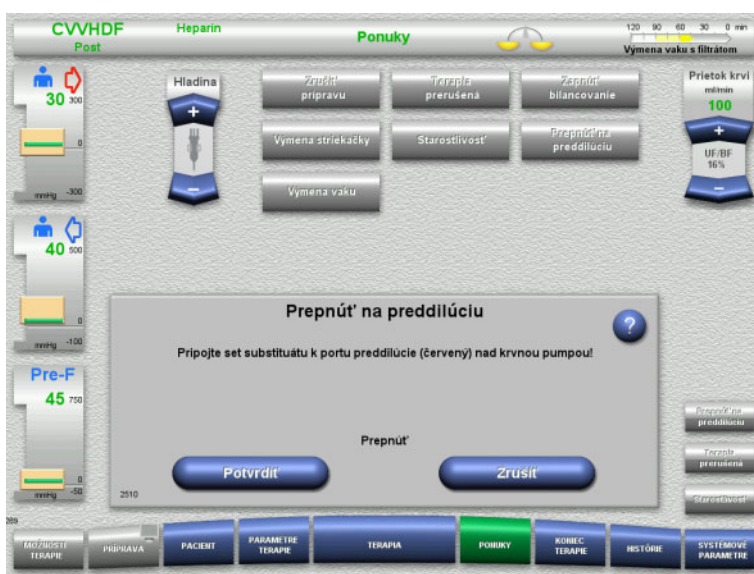 CVVHDF
Post
Heparin
Ponuky
120 90 60 30 0 min
Výmena vaku s filtrátom
30
300
0
mmHg -300
Hladina
+
−
Zrušiť
prípravu
Terapia
prerušená
Zapnúť
bilancovanie
Výmena striekačky
Starostlivosť
Prepnúť na
preddilúciu
Výmena vaku
Prietok krvi
ml/min
100
+
UF/BF
16%
−
40
500
0
mmHg -100
Pre-F
45
750
0
mmHg -50
Prepnúť na preddilúciu
?
Pripojte set substituátu k portu preddilúcie (červený) nad krvnou pumpou!
Prepnúť
Potvrdiť
Zrušiť
2510
Prepnúť na
preddilúciu
Terapia
prerušená
Starostlivosť
MOŽNOSTI
TERAPIE
PRÍPRAVA
PACIENT
PARAMETRE
TERAPIE
TERAPIA
PONUKY
KONIEC
TERAPIE
HISTÓRIE
SYSTÉMOVÉ
PARAMETRE